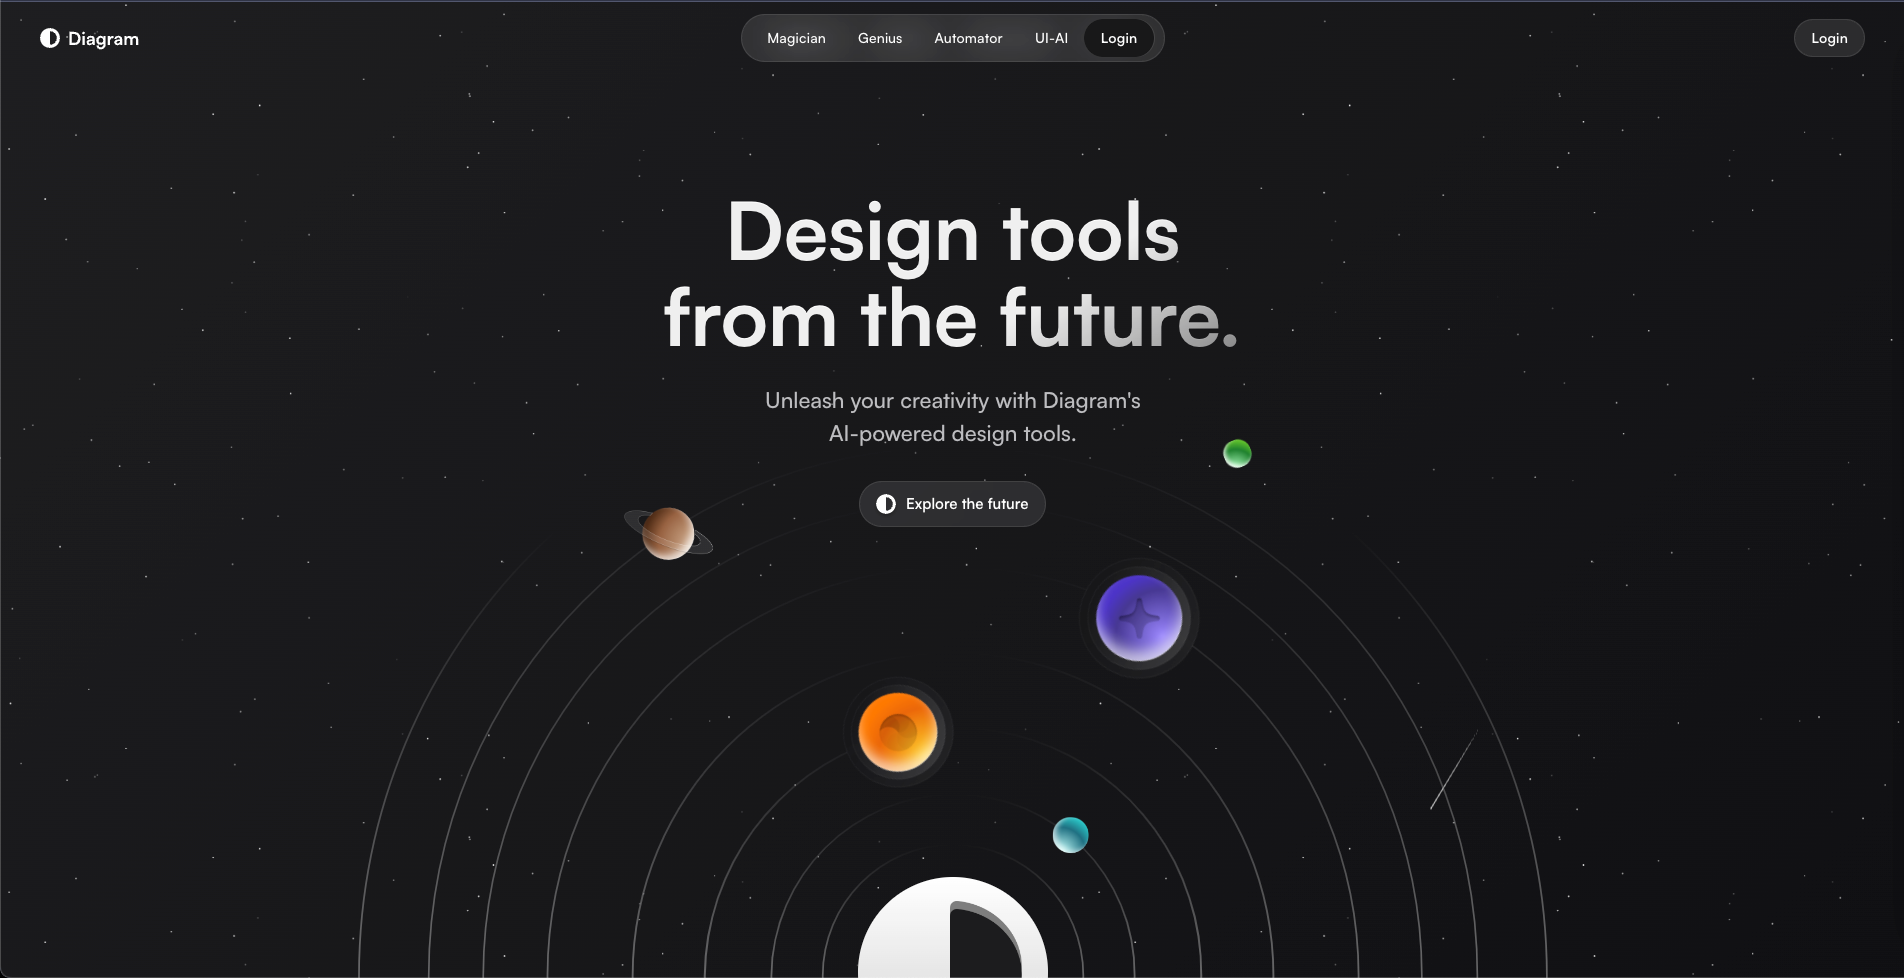 Diagram
Magician Genius Automator UI-AI Login
Login
Design tools
from the future.
Unleash your creativity with Diagram's
AI-powered design tools.
Explore the future